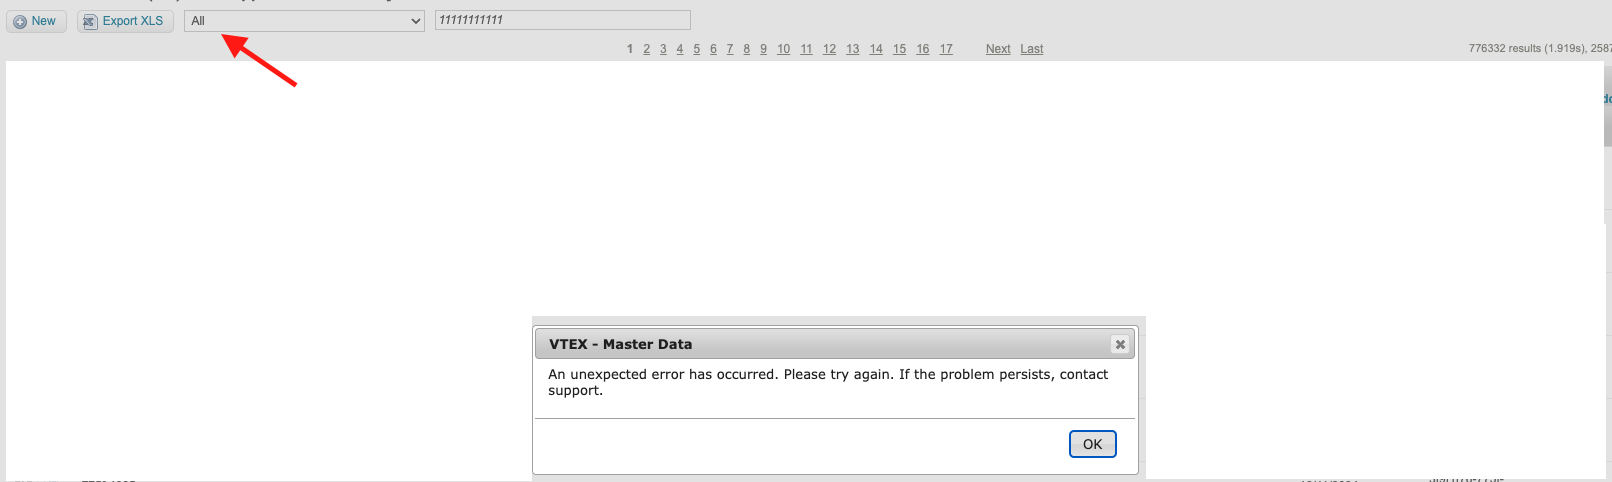 New
Export XLS
All
11111111111
1 2 3 4 5 6 7 8 9 10 11 12 13 14 15 16 17 Next Last
776332 results (1.919s), 2587
VTEX - Master Data
An unexpected error has occurred. Please try again. If the problem persists, contact
support.
OK